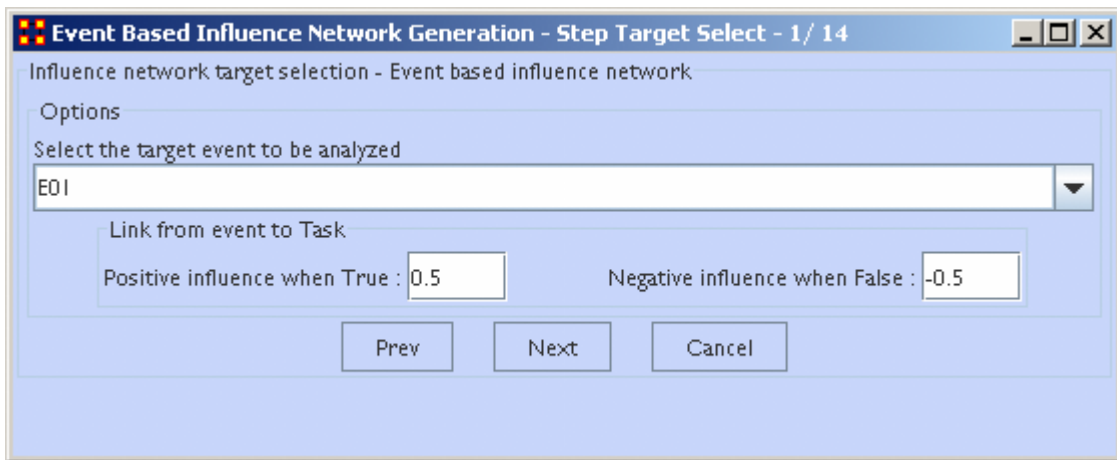 Event Based Influence Network Generation - Step Target Select - 1/ 14
Influence network target selection - Event based influence network
Options
Select the target event to be analyzed
E01
Link from event to Task
Positive influence when True : 0.5 Negative influence when False : -0.5
Prev Next Cancel